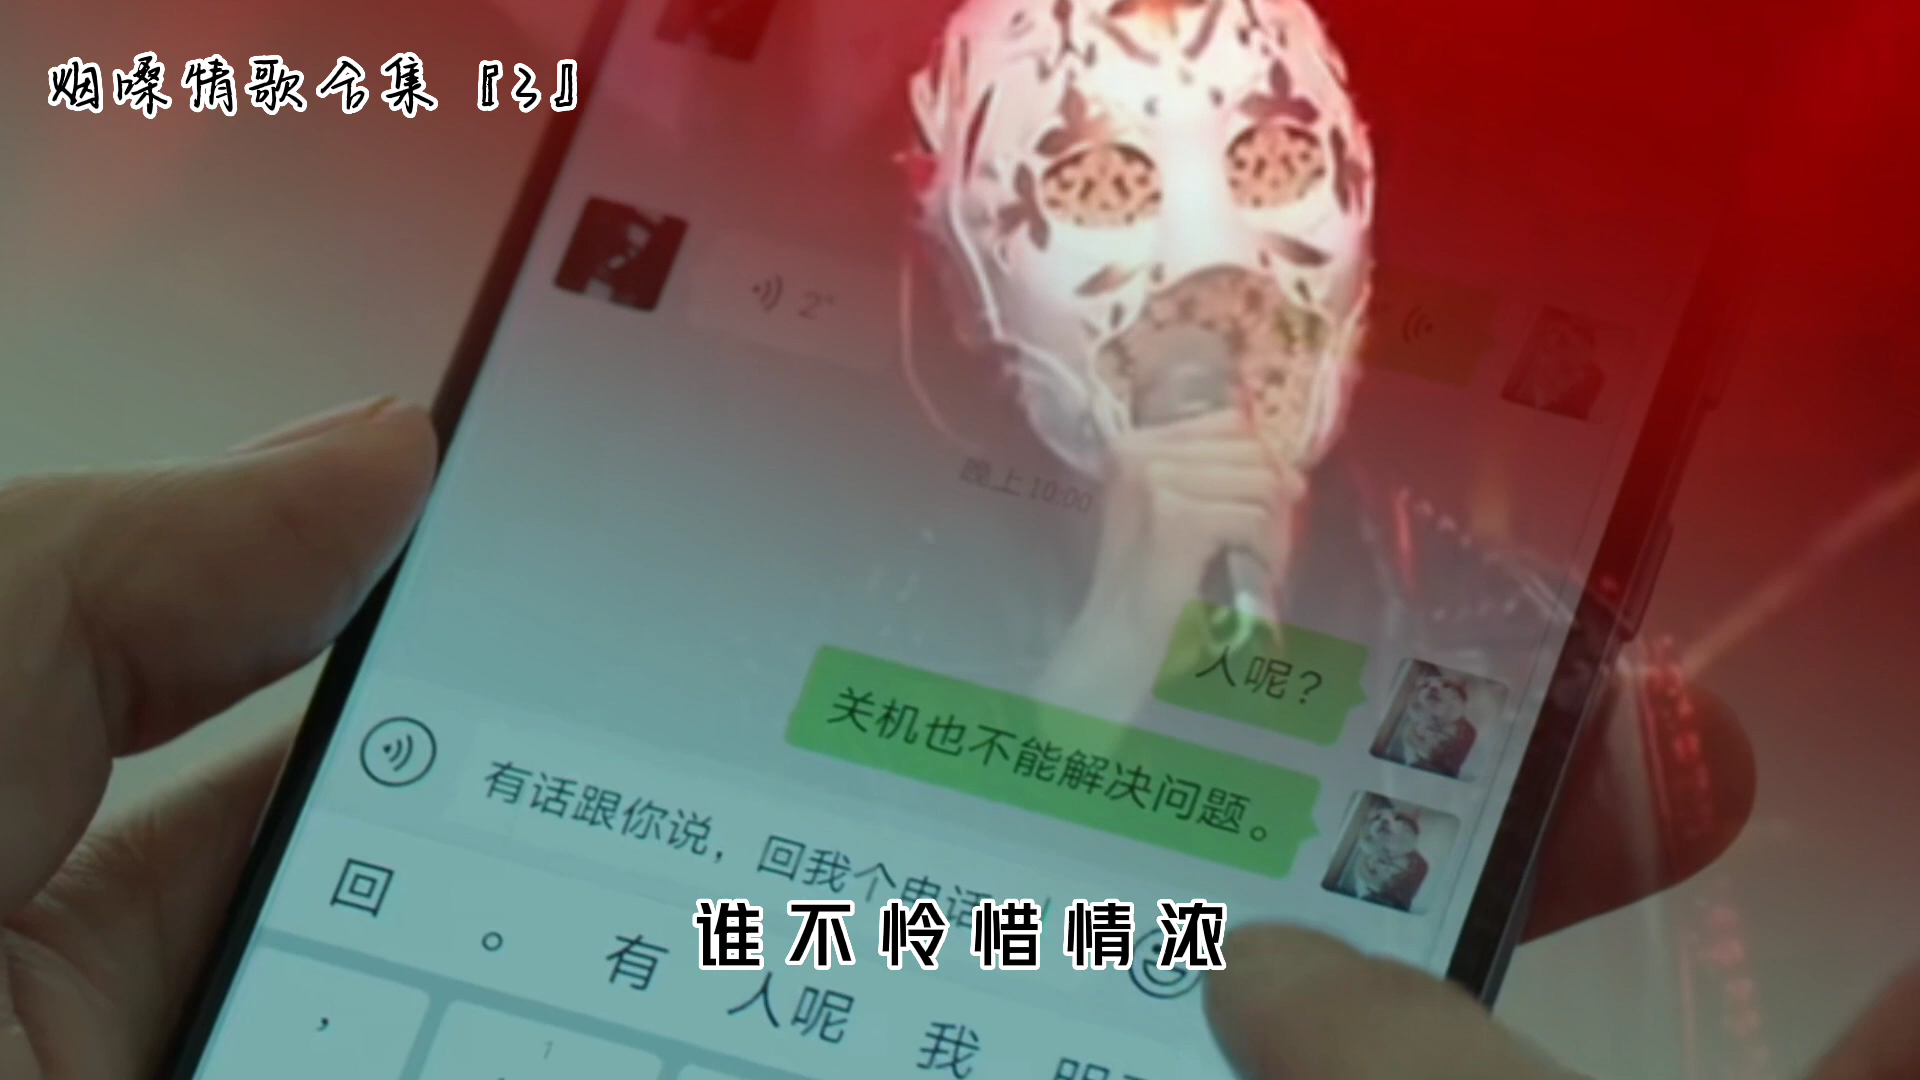 烟嗓情歌合集『3』
2"
晚上10:00
人呢？
关机也不能解决问题。
有话跟你说，回我个电话
回 。 有 人呢 我
谁不怜惜情浓
，
1